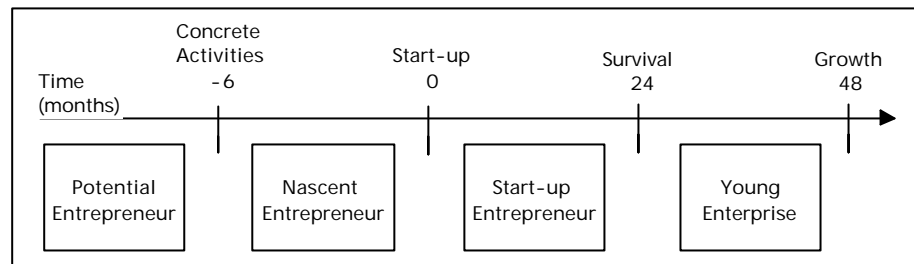 Concrete
Activities
Start-up
Survival
Growth
Time
(months)
-6
0
24
48
Potential
Entrepreneur
Nascent
Entrepreneur
Start-up
Entrepreneur
Young
Enterprise